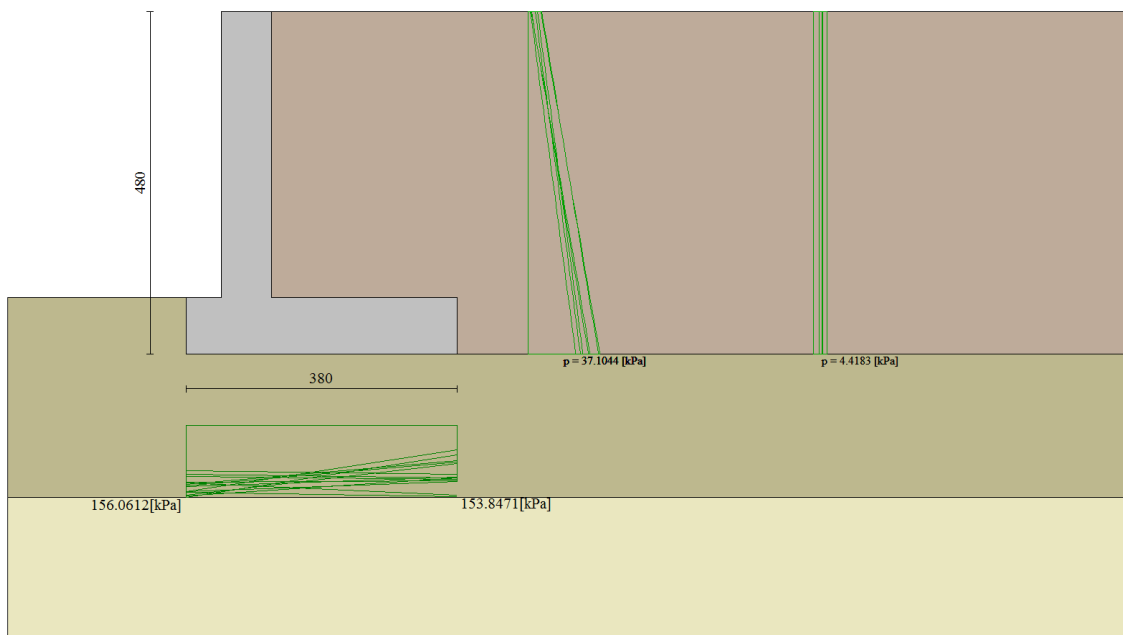 480
p = 37.1044 [kPa]
p = 4.4183 [kPa]
380
156.0612[kPa]
153.8471[kPa]